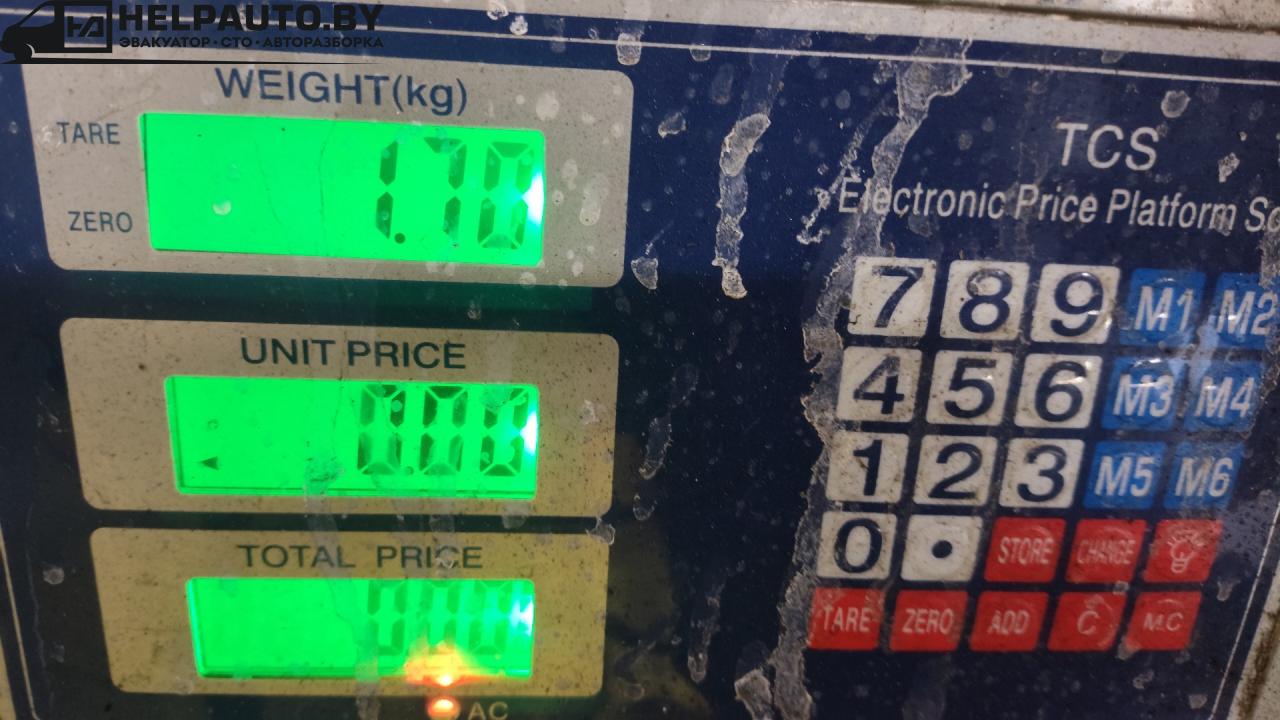 HELPAUTO.BY
ЭВАКУАТОР · СТО · АВТОРАЗБОРКА
WEIGHT(kg)
TARE
1.70
ZERO
UNIT PRICE
0.00
TOTAL PRICE
AC
TCS
Electronic Price Platform Sc
7 8 9 M1 M2
4 5 6 M3 M4
1 2 3 M5 M6
0 • STORE CHANGE
TARE ZERO ADD C M.C